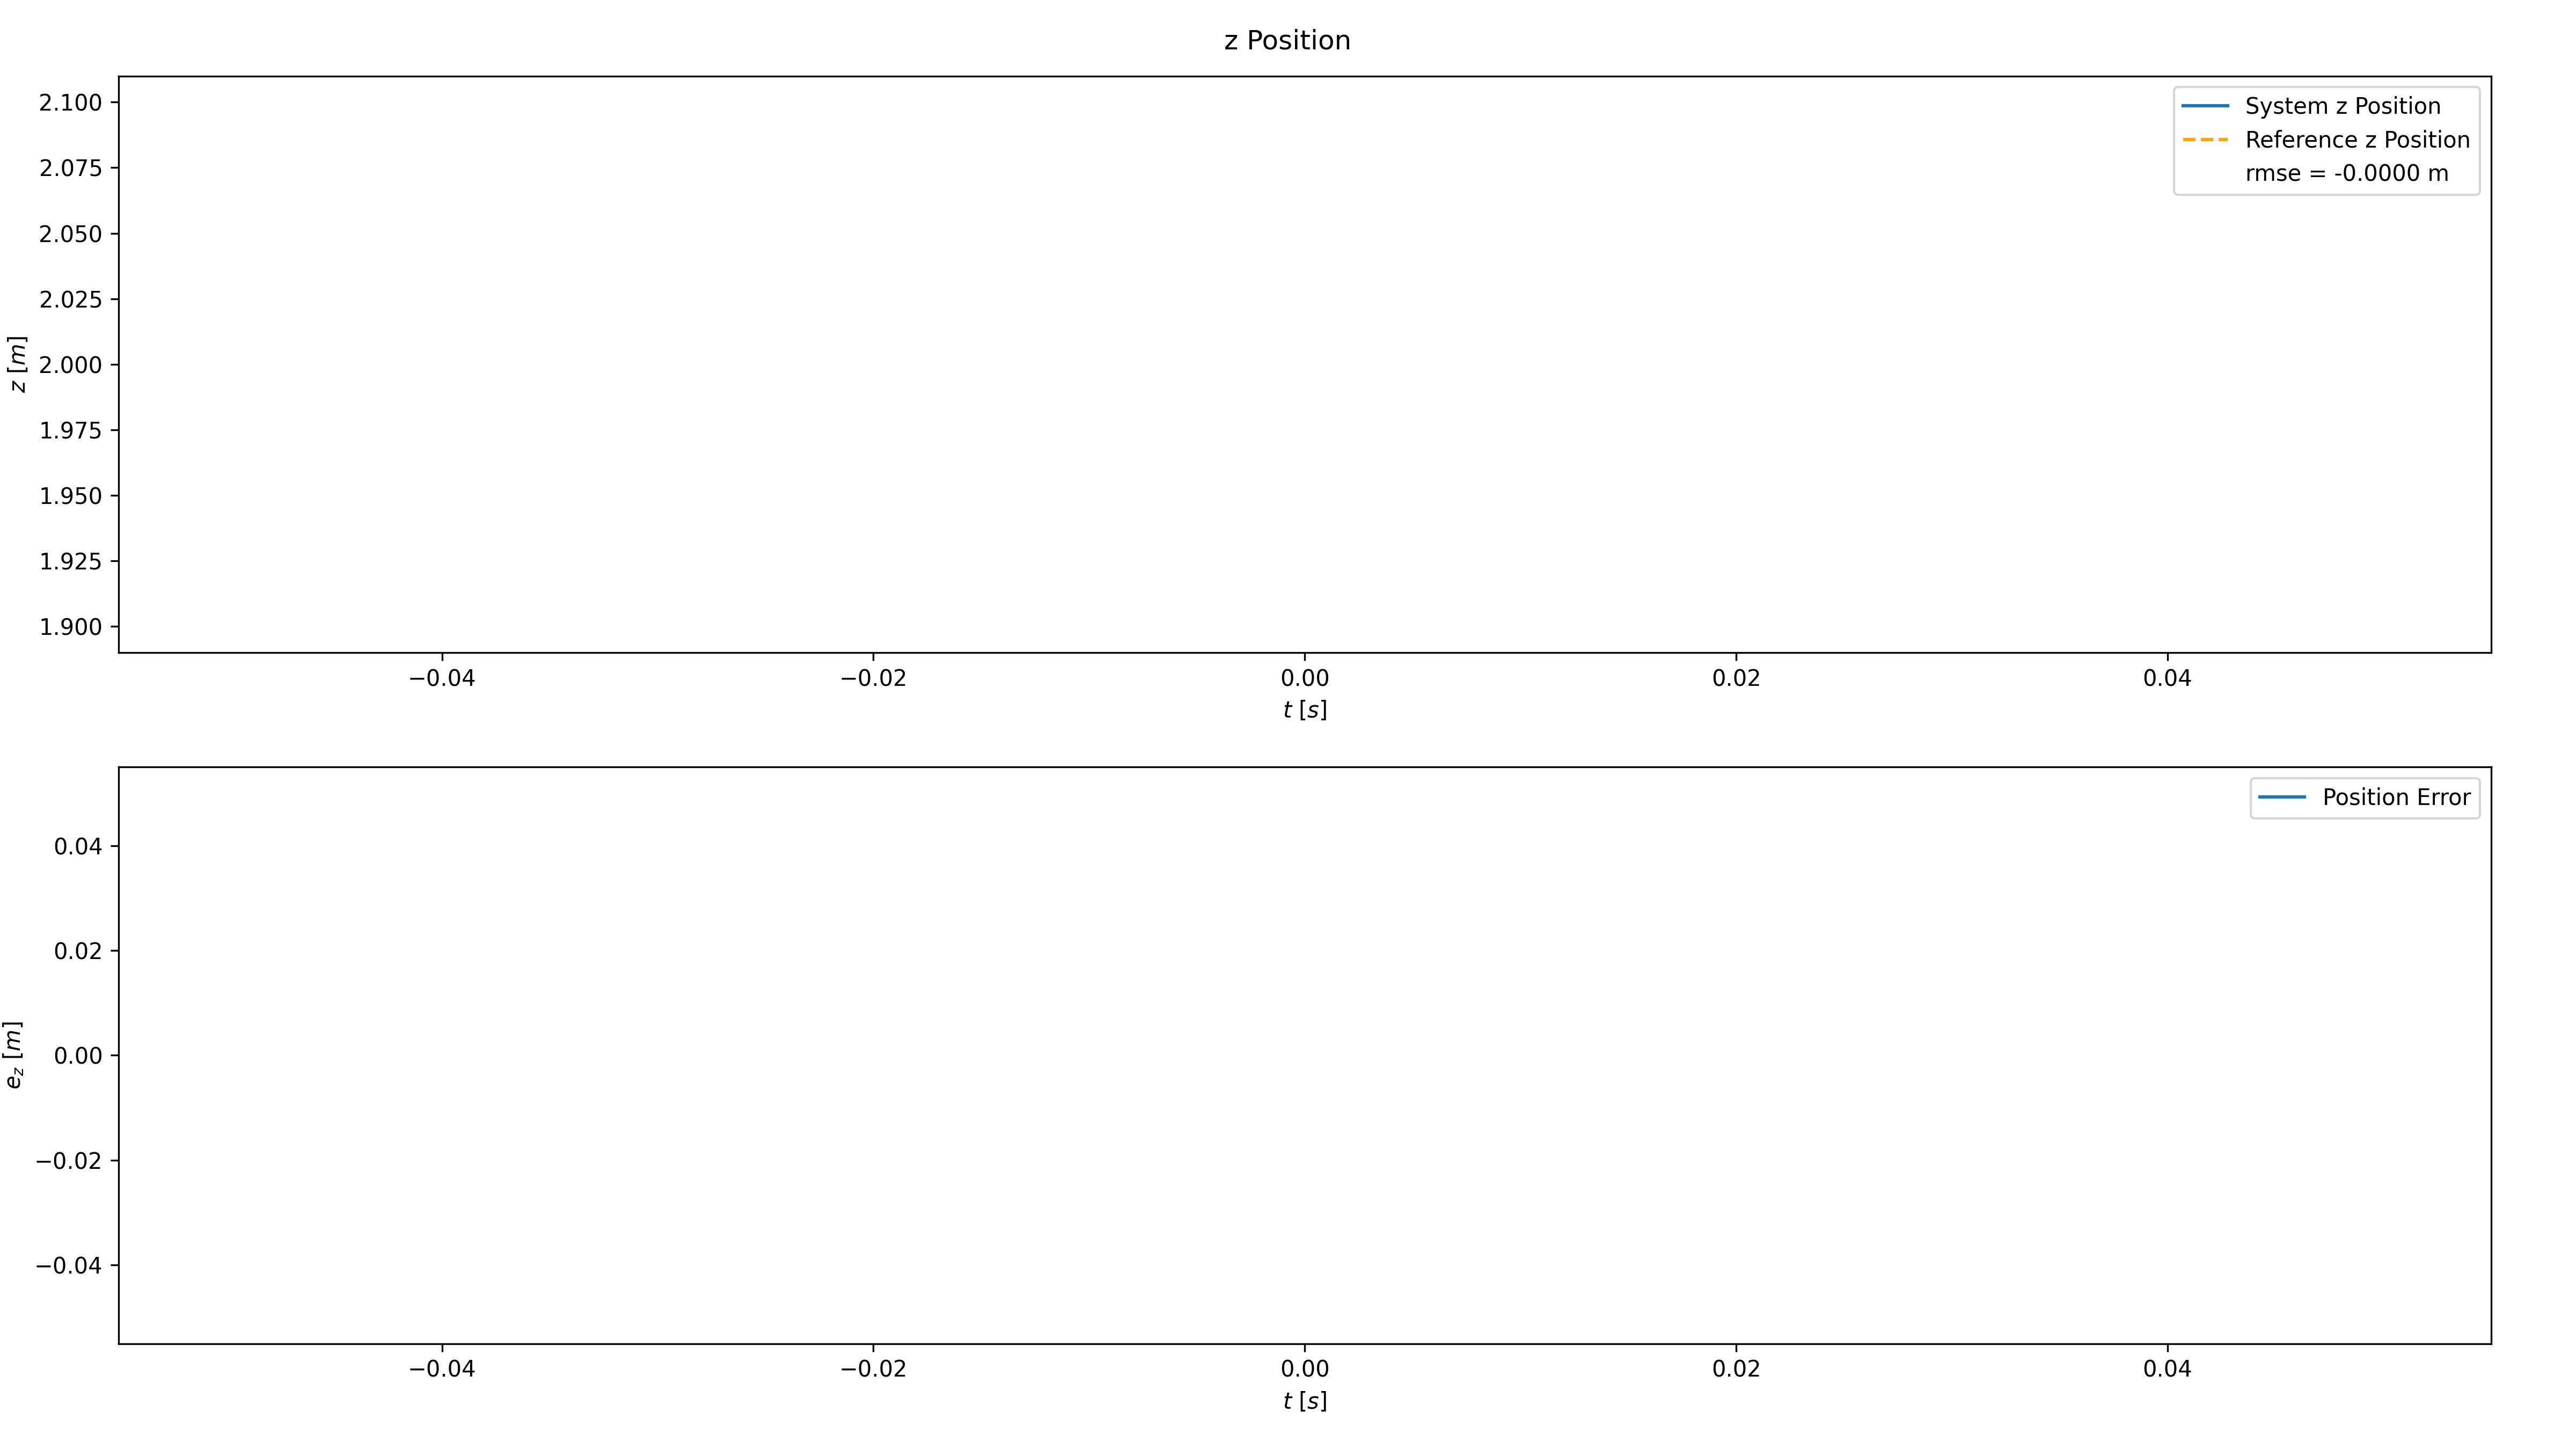 z Position
System z Position
Reference z Position
rmse = -0.0000 m
2.100
2.075
2.050
2.025
2.000
1.975
1.950
1.925
1.900
z [m]
−0.04 −0.02 0.00 0.02 0.04
t [s]
Position Error
0.04
0.02
0.00
−0.02
−0.04
e_z [m]
−0.04 −0.02 0.00 0.02 0.04
t [s]